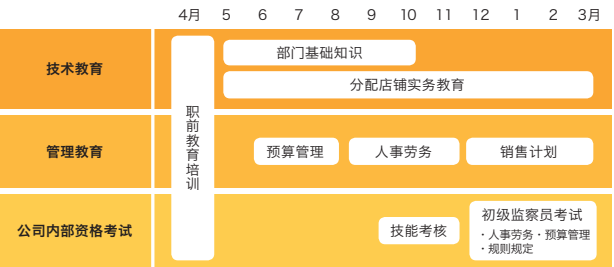 4月 5 6 7 8 9 10 11 12 1 2 3月
技术教育
职前教育培训
部门基础知识
分配店铺实务教育
管理教育
预算管理
人事劳务
销售计划
公司内部资格考试
技能考核
初级监察员考试
・人事劳务・预算管理
・规则规定